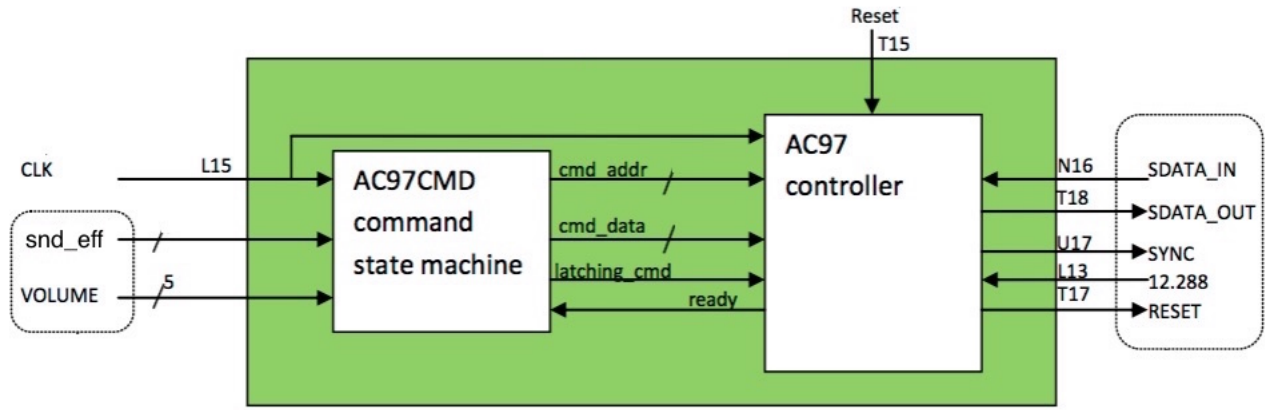 Reset
T15
CLK
L15
snd_eff
VOLUME
5
AC97CMD
command
state machine
cmd_addr
cmd_data
latching_cmd
ready
AC97
controller
N16
SDATA_IN
T18
SDATA_OUT
U17
SYNC
L13
12.288
T17
RESET